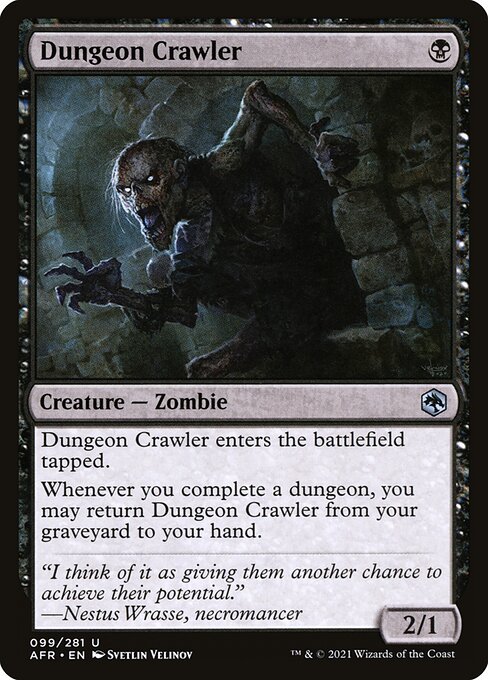 Dungeon Crawler
Creature — Zombie
Dungeon Crawler enters the battlefield
tapped.
Whenever you complete a dungeon, you
may return Dungeon Crawler from your
graveyard to your hand.
“I think of it as giving them another chance to
achieve their potential.”
—Nestus Wrasse, necromancer
2/1
099/281 U
AFR • EN Svetlin Velinov
™ & © 2021 Wizards of the Coast